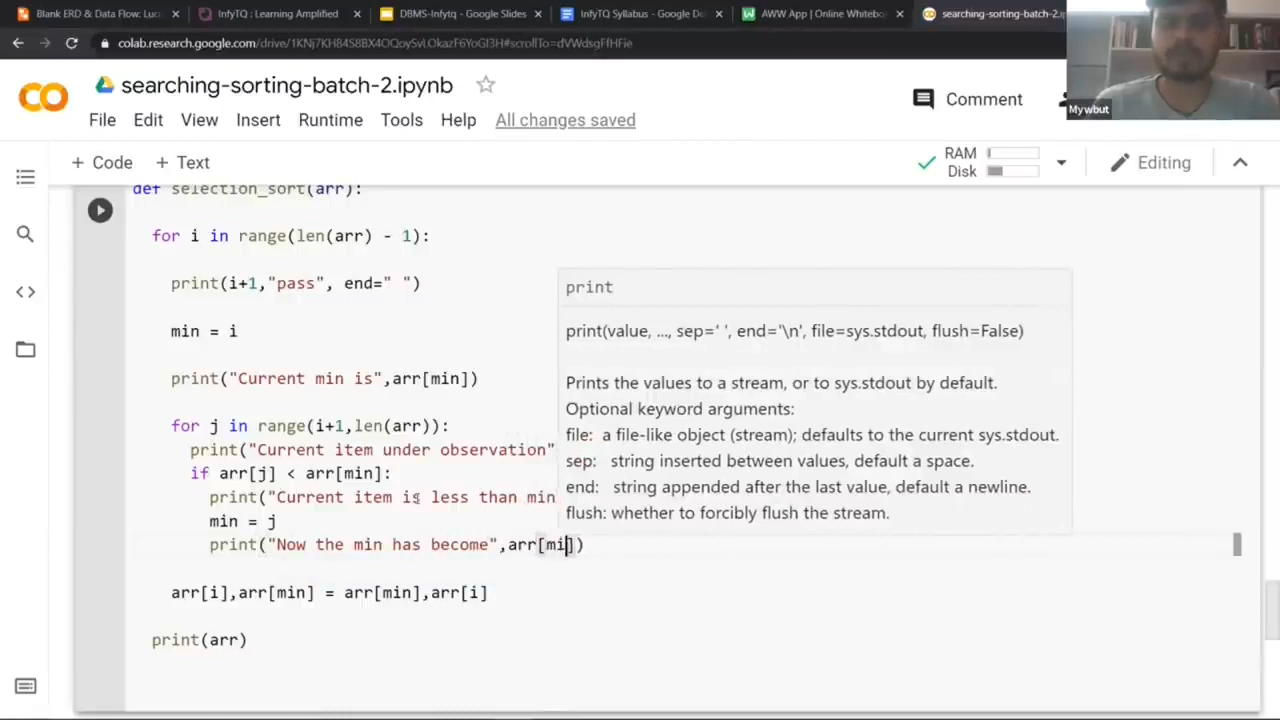 Blank ERD & Data Flow: Luc
InfyTQ : Learning Amplified
DBMS-Infytq - Google Slides
InfyTQ Syllabus - Google Do
AWW App | Online Whitebo
searching-sorting-batch-2.ip
colab.research.google.com/drive/1KNj7KH84S8BX4OQoySvLOkazF6YoGI3H#scrollTo=dVWdsgFfHFie
Mywbut
CO searching-sorting-batch-2.ipynb
Comment
File Edit View Insert Runtime Tools Help All changes saved
+ Code + Text
RAM
Disk
Editing
def selection_sort(arr):
for i in range(len(arr) - 1):
print(i+1,"pass", end=" ")
min = i
print("Current min is",arr[min])
for j in range(i+1,len(arr)):
print("Current item under observation"
if arr[j] < arr[min]:
print("Current item is less than min
min = j
print("Now the min has become",arr[mi])
arr[i],arr[min] = arr[min],arr[i]
print(arr)
print
print(value, ..., sep=' ', end='\n', file=sys.stdout, flush=False)
Prints the values to a stream, or to sys.stdout by default.
Optional keyword arguments:
file: a file-like object (stream); defaults to the current sys.stdout.
sep: string inserted between values, default a space.
end: string appended after the last value, default a newline.
flush: whether to forcibly flush the stream.